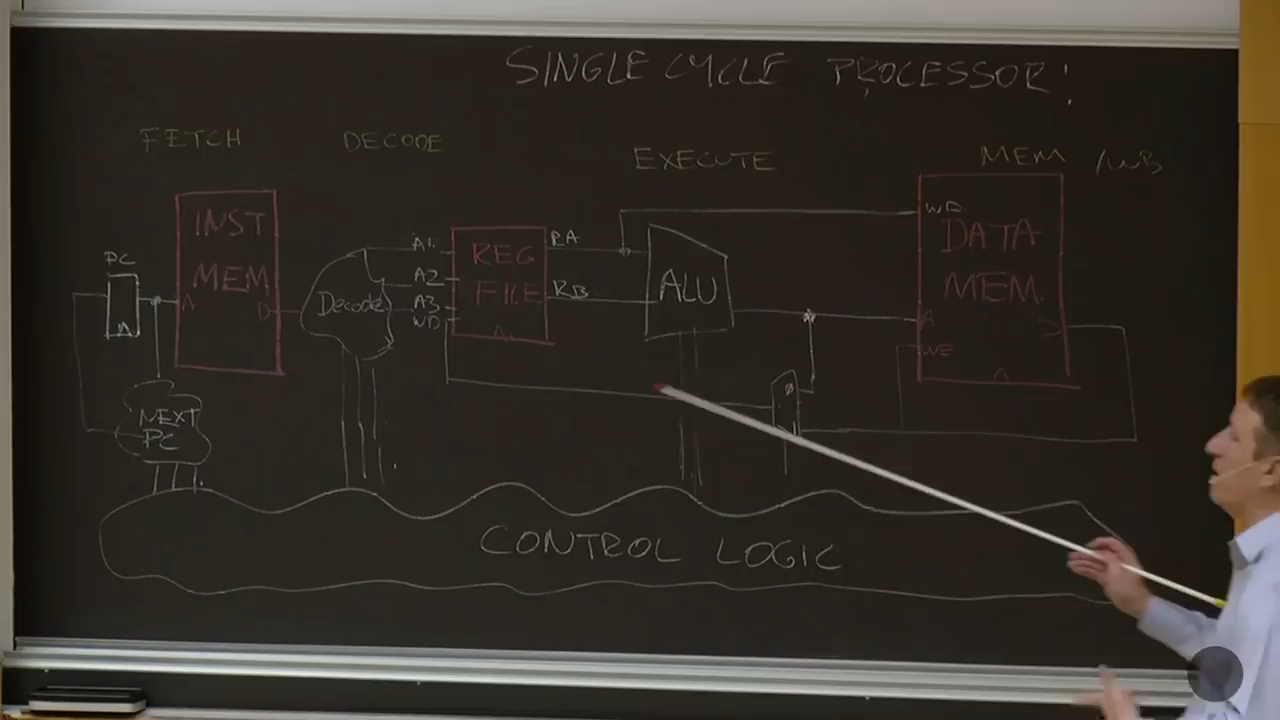 SINGLE CYCLE PROCESSOR!
FETCH DECODE EXECUTE MEM /WB
PC
INST
MEM
A D
Decode
A1
A2
A3
WD
REG
FILE
RA
RB
ALU
WD
DATA
MEM
A
WE
0
NEXT
PC
CONTROL LOGIC